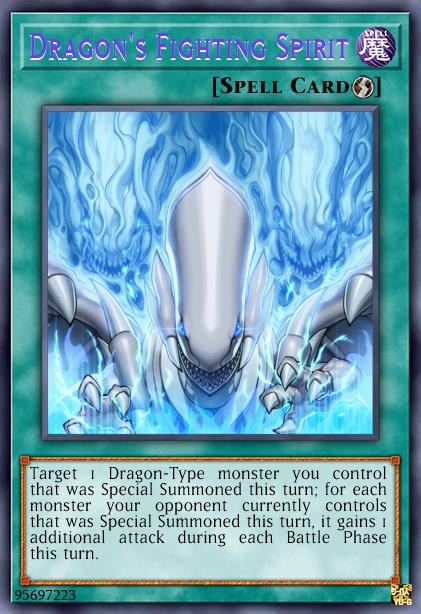 Dragon's Fighting Spirit
SPELL
魔
[Spell Card]
Target 1 Dragon-Type monster you control
that was Special Summoned this turn; for each
monster your opponent currently controls
that was Special Summoned this turn, it gains 1
additional attack during each Battle Phase
this turn.
95697223